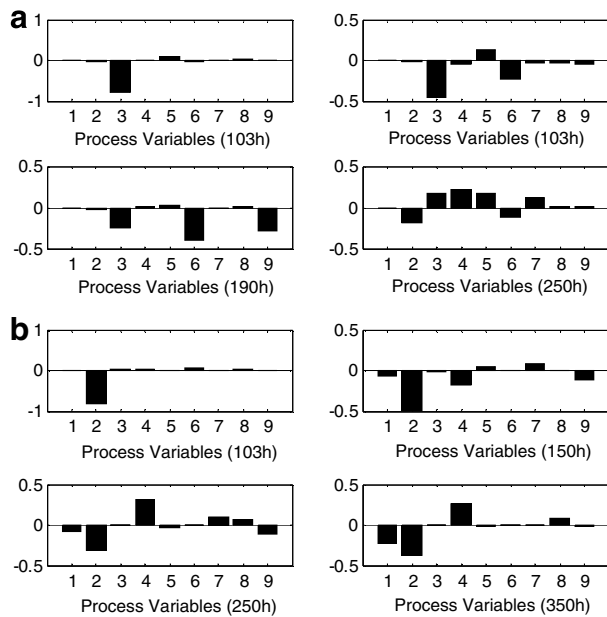 a
1
0
-1
1 2 3 4 5 6 7 8 9
Process Variables (103h)
0.5
0
-0.5
1 2 3 4 5 6 7 8 9
Process Variables (103h)
0.5
0
-0.5
1 2 3 4 5 6 7 8 9
Process Variables (190h)
0.5
0
-0.5
1 2 3 4 5 6 7 8 9
Process Variables (250h)
b
1
0
-1
1 2 3 4 5 6 7 8 9
Process Variables (103h)
0.5
0
-0.5
1 2 3 4 5 6 7 8 9
Process Variables (150h)
0.5
0
-0.5
1 2 3 4 5 6 7 8 9
Process Variables (250h)
0.5
0
-0.5
1 2 3 4 5 6 7 8 9
Process Variables (350h)